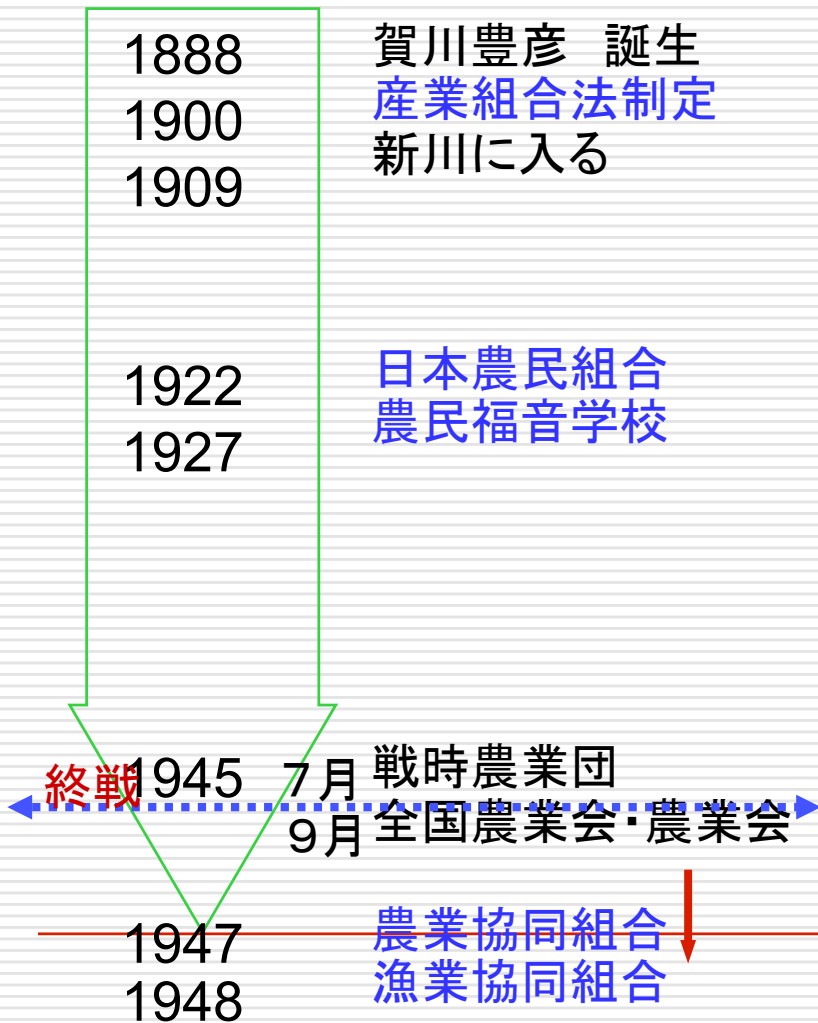 1888 賀川豊彦　誕生
1900 産業組合法制定
1909 新川に入る
1922 日本農民組合
1927 農民福音学校
終戦 1945 ７月 戦時農業団
９月 全国農業会・農業会
1947 農業協同組合
1948 漁業協同組合